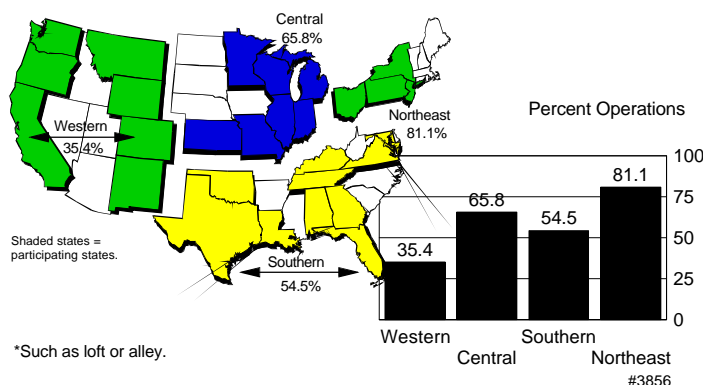 Central
65.8%
Northeast
81.1%
Western
35.4%
Shaded states =
participating states.
Southern
54.5%
*Such as loft or alley.
Percent Operations
100
75
50
25
0
35.4
65.8
54.5
81.1
Western
Central
Southern
Northeast
#3856